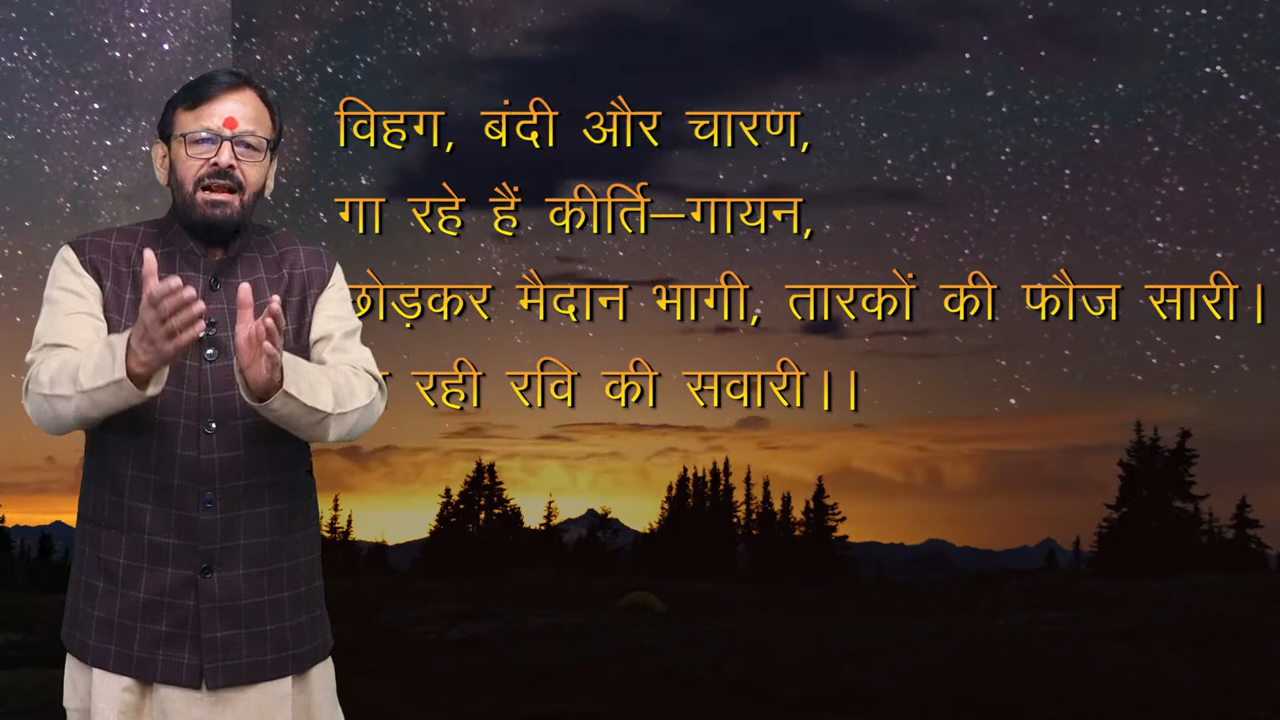 विहग, बंदी और चारण,
गा रहे हैं कीर्ति–गायन,
छोड़कर मैदान भागी, तारकों की फौज सारी।
रही रवि की सवारी।।